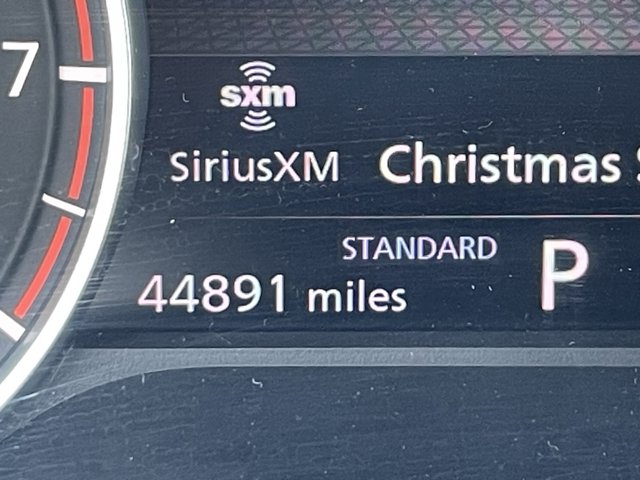 7
sxm
SiriusXM Christmas
STANDARD
44891 miles P